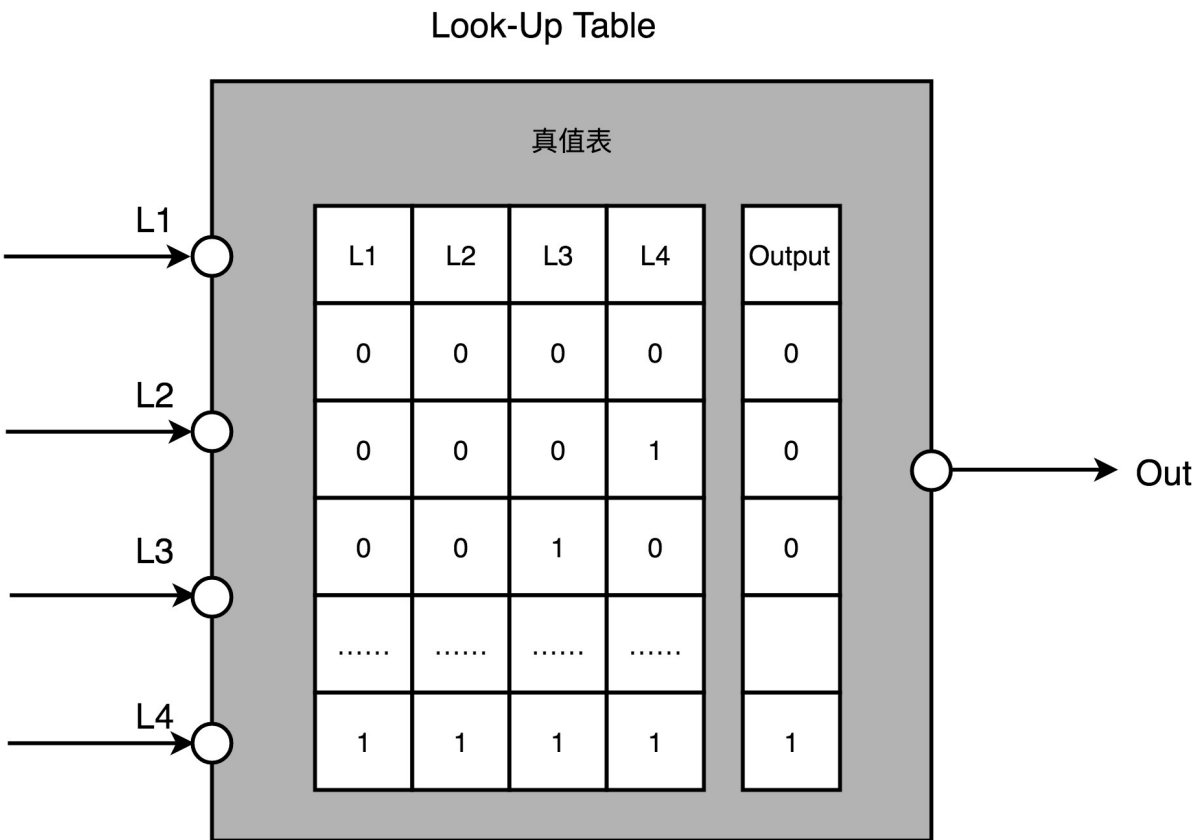 Look-Up Table
真值表
L1
L2
L3
L4
L1 L2 L3 L4 Output
0 0 0 0 0
0 0 0 1 0
0 0 1 0 0
…… …… …… ……
1 1 1 1 1
Out